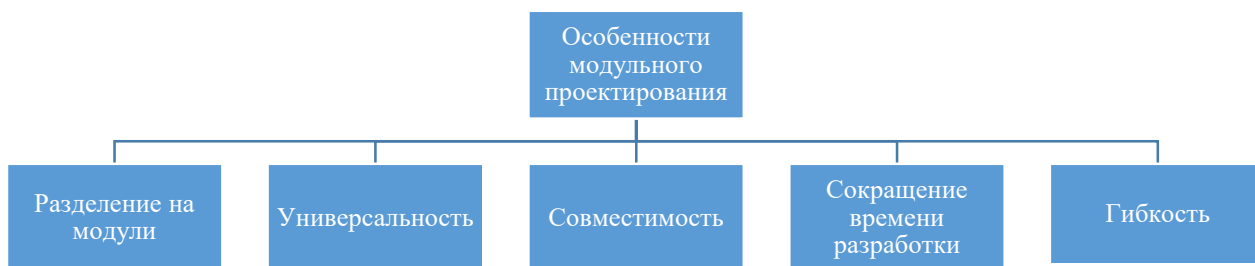 Особенности
модульного
проектирования
Разделение на
модули
Универсальность
Совместимость
Сокращение
времени
разработки
Гибкость